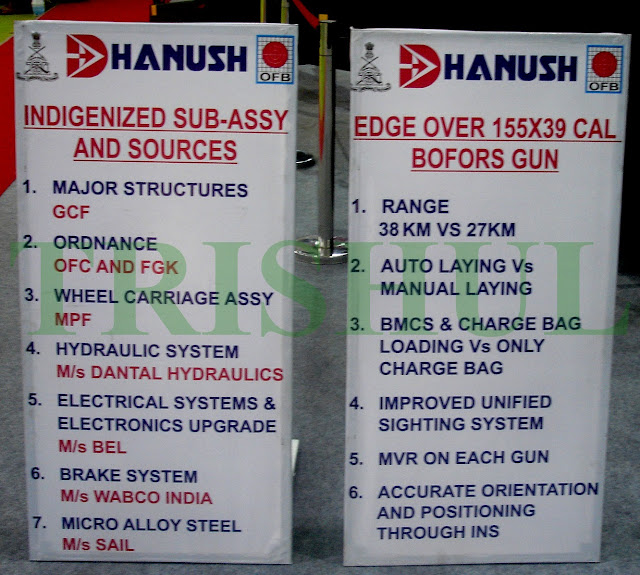 DHANUSH
OFB
INDIGENIZED SUB-ASSY
AND SOURCES
1. MAJOR STRUCTURES
GCF
2. ORDNANCE
OFC AND FGK
3. WHEEL CARRIAGE ASSY
MPF
4. HYDRAULIC SYSTEM
M/s DANTAL HYDRAULICS
5. ELECTRICAL SYSTEMS &
ELECTRONICS UPGRADE
M/s BEL
6. BRAKE SYSTEM
M/s WABCO INDIA
7. MICRO ALLOY STEEL
M/s SAIL
DHANUSH
OFB
EDGE OVER 155X39 CAL
BOFORS GUN
1. RANGE
38 KM VS 27KM
2. AUTO LAYING Vs
MANUAL LAYING
3. BMCS & CHARGE BAG
LOADING Vs ONLY
CHARGE BAG
4. IMPROVED UNIFIED
SIGHTING SYSTEM
5. MVR ON EACH GUN
6. ACCURATE ORIENTATION
AND POSITIONING
THROUGH INS
TRISHUL